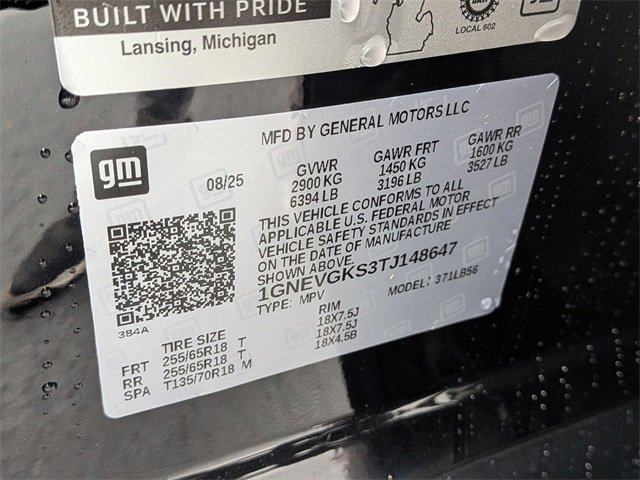 BUILT WITH PRIDE
Lansing, Michigan
LOCAL 602
gm
MFD BY GENERAL MOTORS LLC
08/25
GVWR GAWR FRT GAWR RR
2900 KG 1450 KG 1600 KG
6394 LB 3196 LB 3527 LB
THIS VEHICLE CONFORMS TO ALL
APPLICABLE U.S. FEDERAL MOTOR
VEHICLE SAFETY STANDARDS IN EFFECT
ON THE DATE OF MANUFACTURE
SHOWN ABOVE.
1GNEVGKS3TJ148647
TYPE: MPV MODEL: 371LB56
3B4A
TIRE SIZE RIM
FRT 255/65R18 T 18X7.5J
RR 255/65R18 T 18X7.5J
SPA T135/70R18 M 18X4.5B